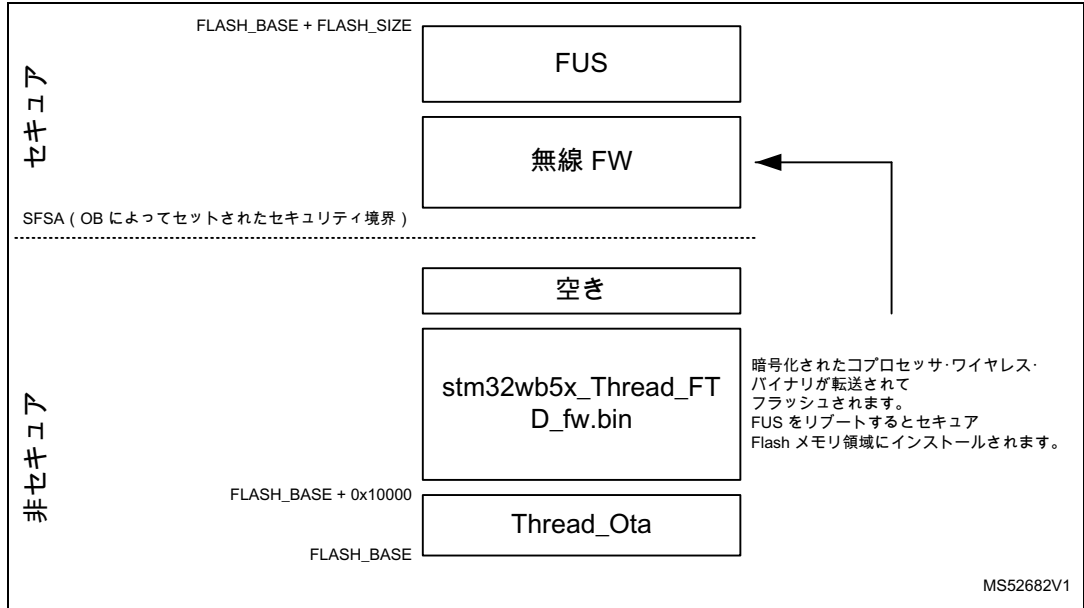 FLASH_BASE + FLASH_SIZE
FUS
セキュア
無線 FW
SFSA ( OB によってセットされたセキュリティ境界 )
空き
stm32wb5x_Thread_FT
D_fw.bin
暗号化されたコプロセッサ・ワイヤレス・
バイナリが転送されて
フラッシュされます。
FUS をリブートするとセキュア
Flash メモリ領域にインストールされます。
非セキュア
FLASH_BASE + 0x10000
Thread_Ota
FLASH_BASE
MS52682V1